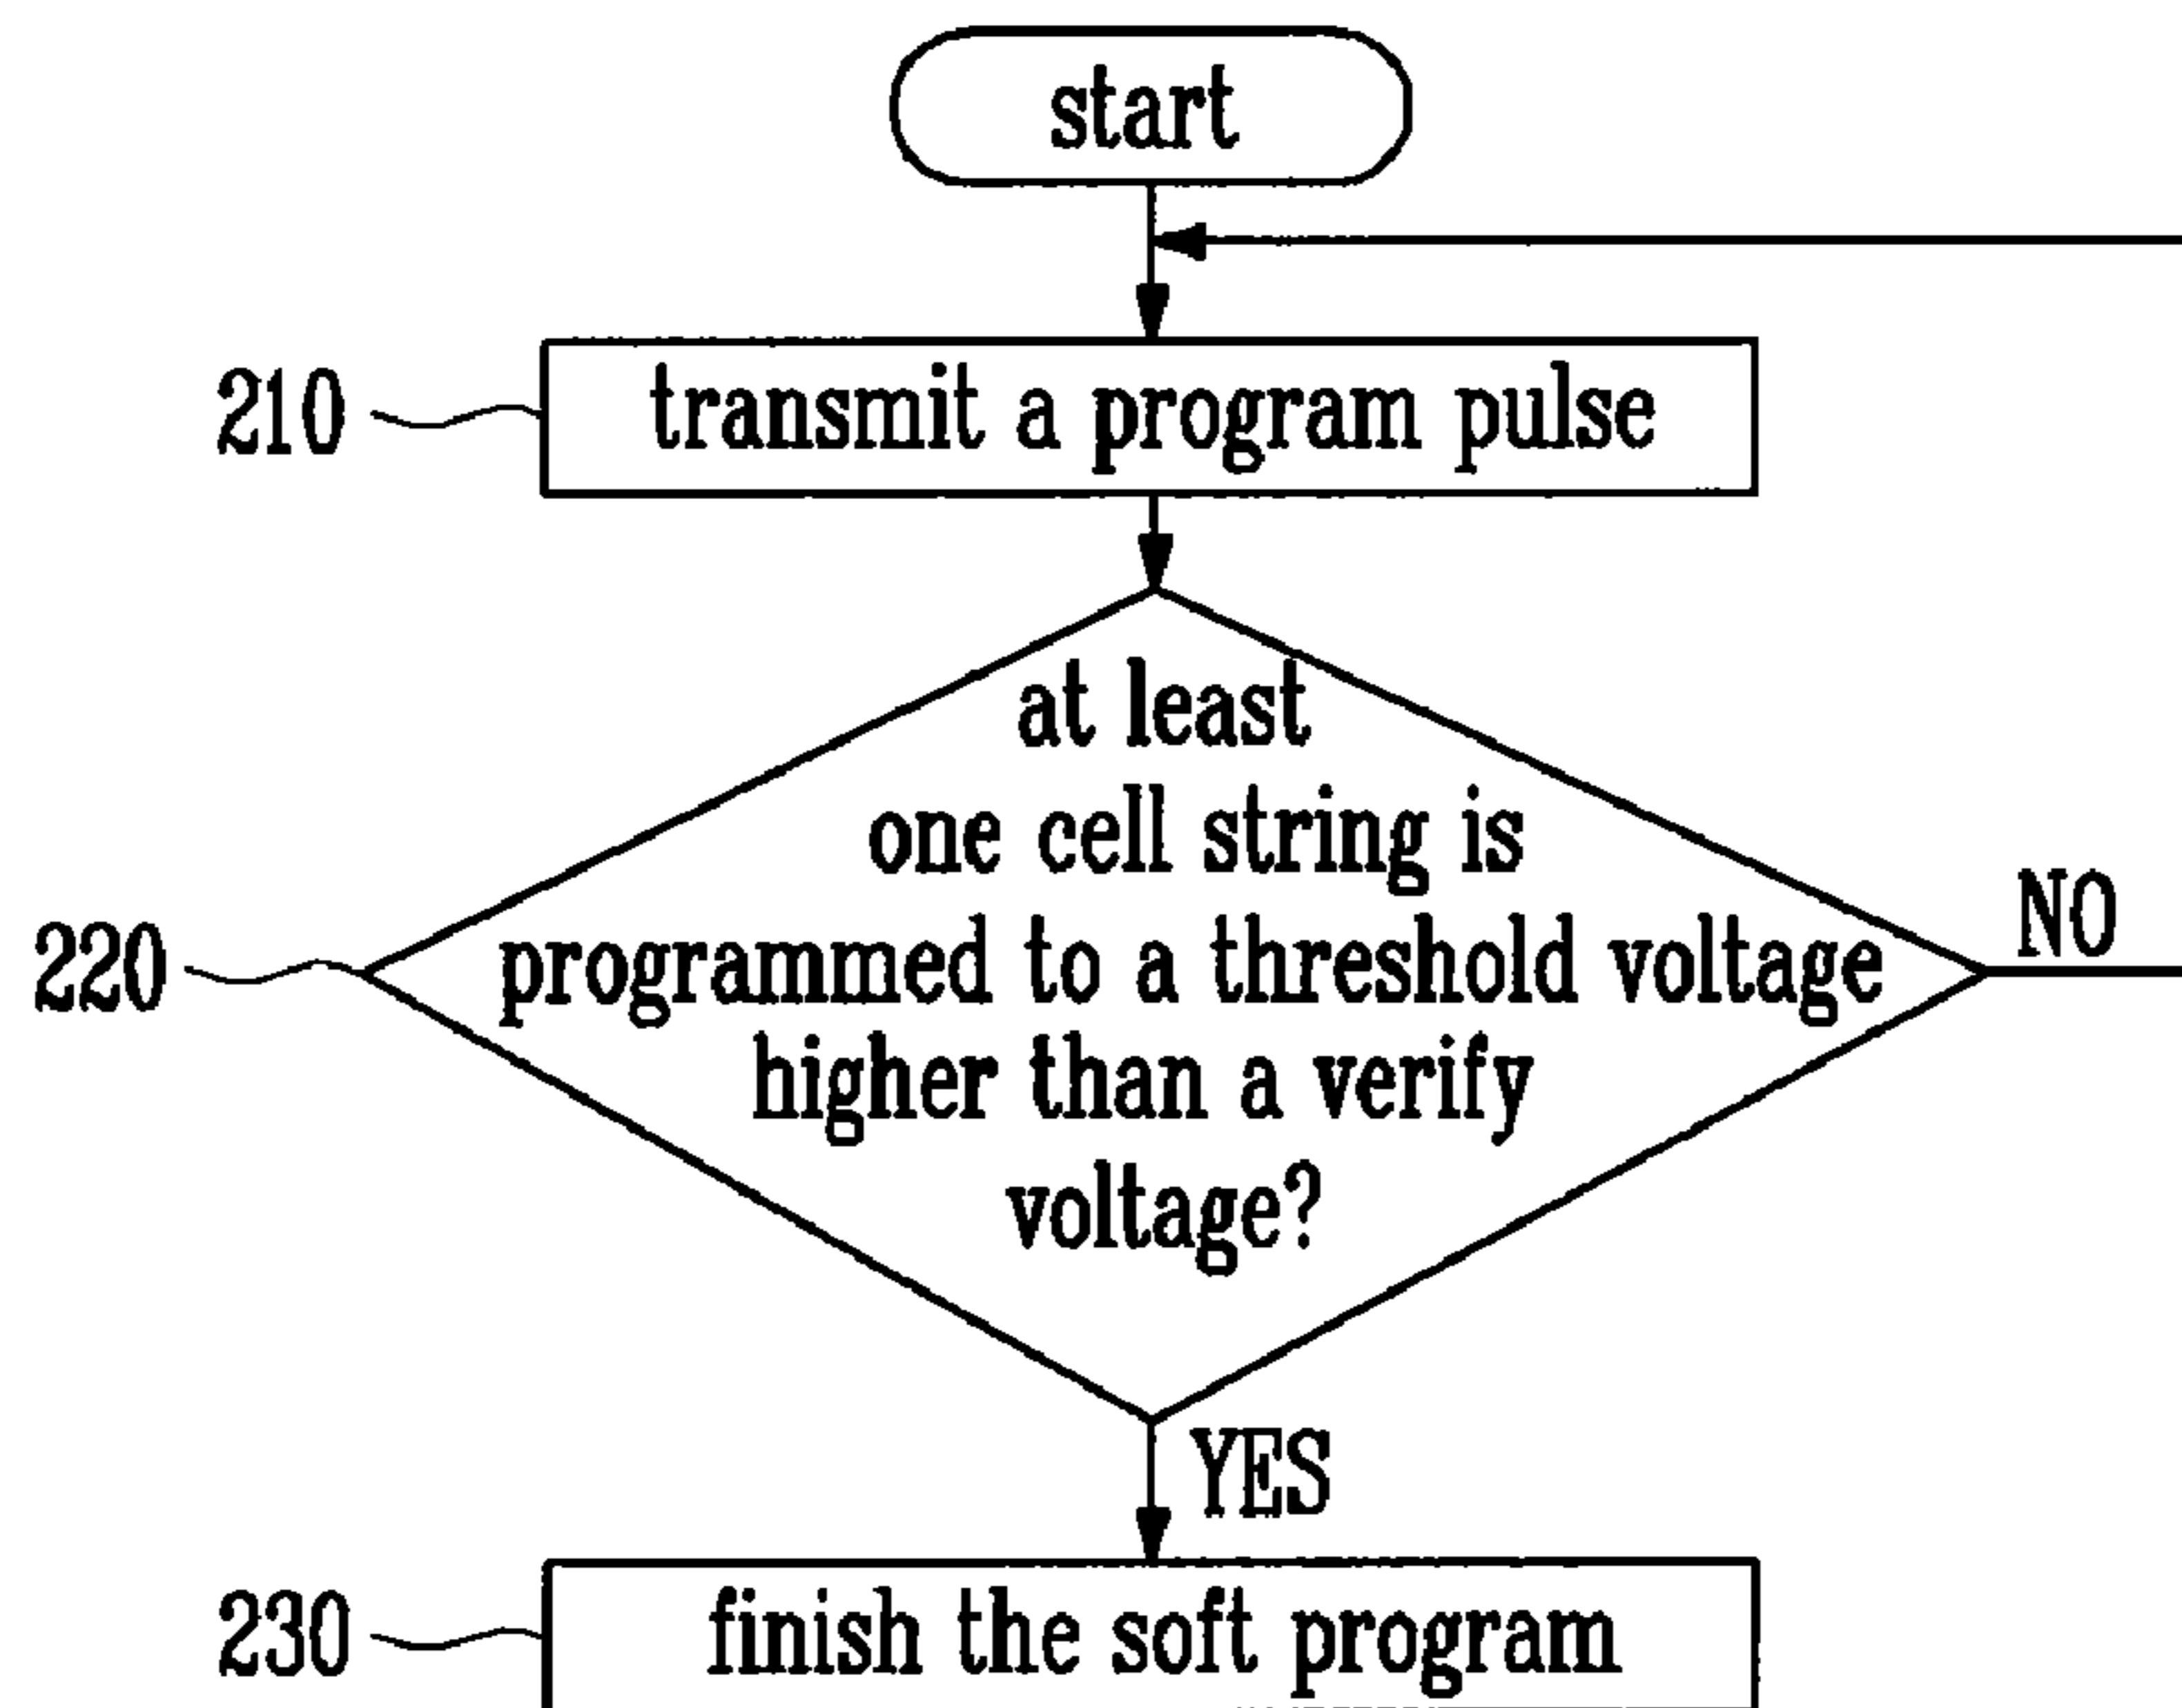 start
210
transmit a program pulse
at least
one cell string is
220
programmed to a threshold voltage
NO
higher than a verify
voltage?
YES
230
finish the soft program